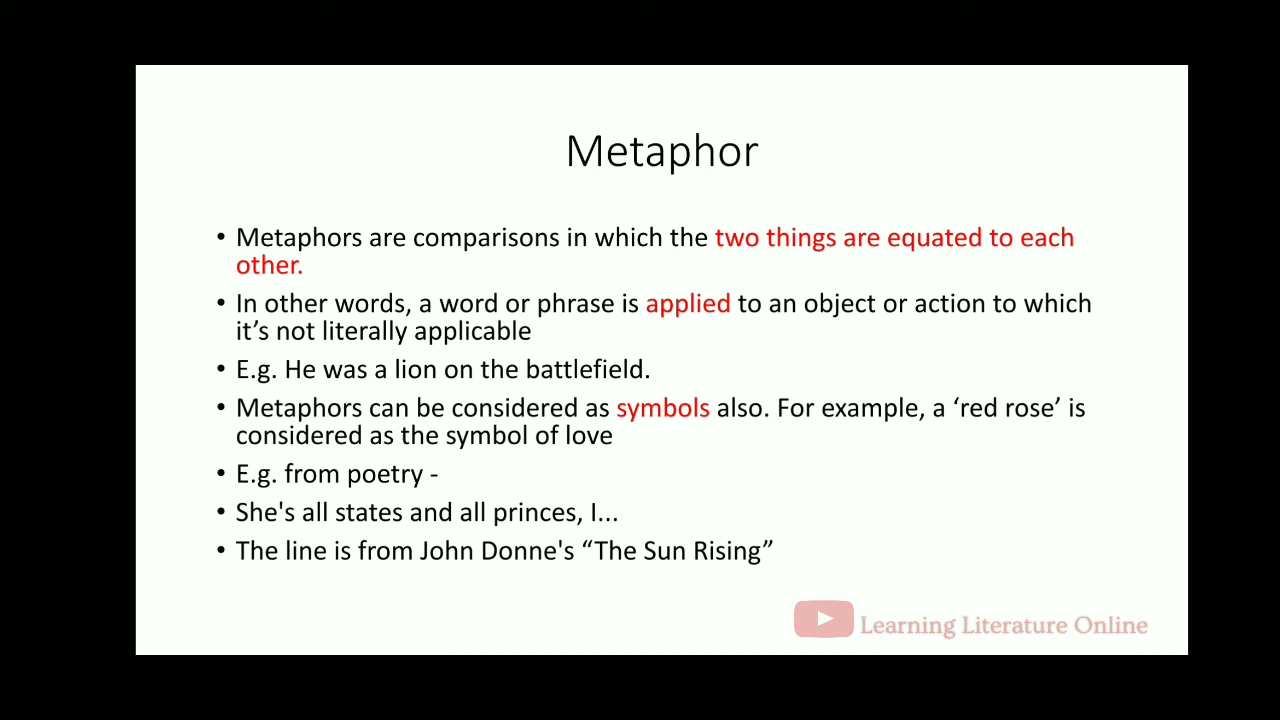 Metaphor
• Metaphors are comparisons in which the two things are equated to each
other.
• In other words, a word or phrase is applied to an object or action to which
it’s not literally applicable
• E.g. He was a lion on the battlefield.
• Metaphors can be considered as symbols also. For example, a ‘red rose’ is
considered as the symbol of love
• E.g. from poetry -
• She's all states and all princes, I...
• The line is from John Donne's “The Sun Rising”
Learning Literature Online